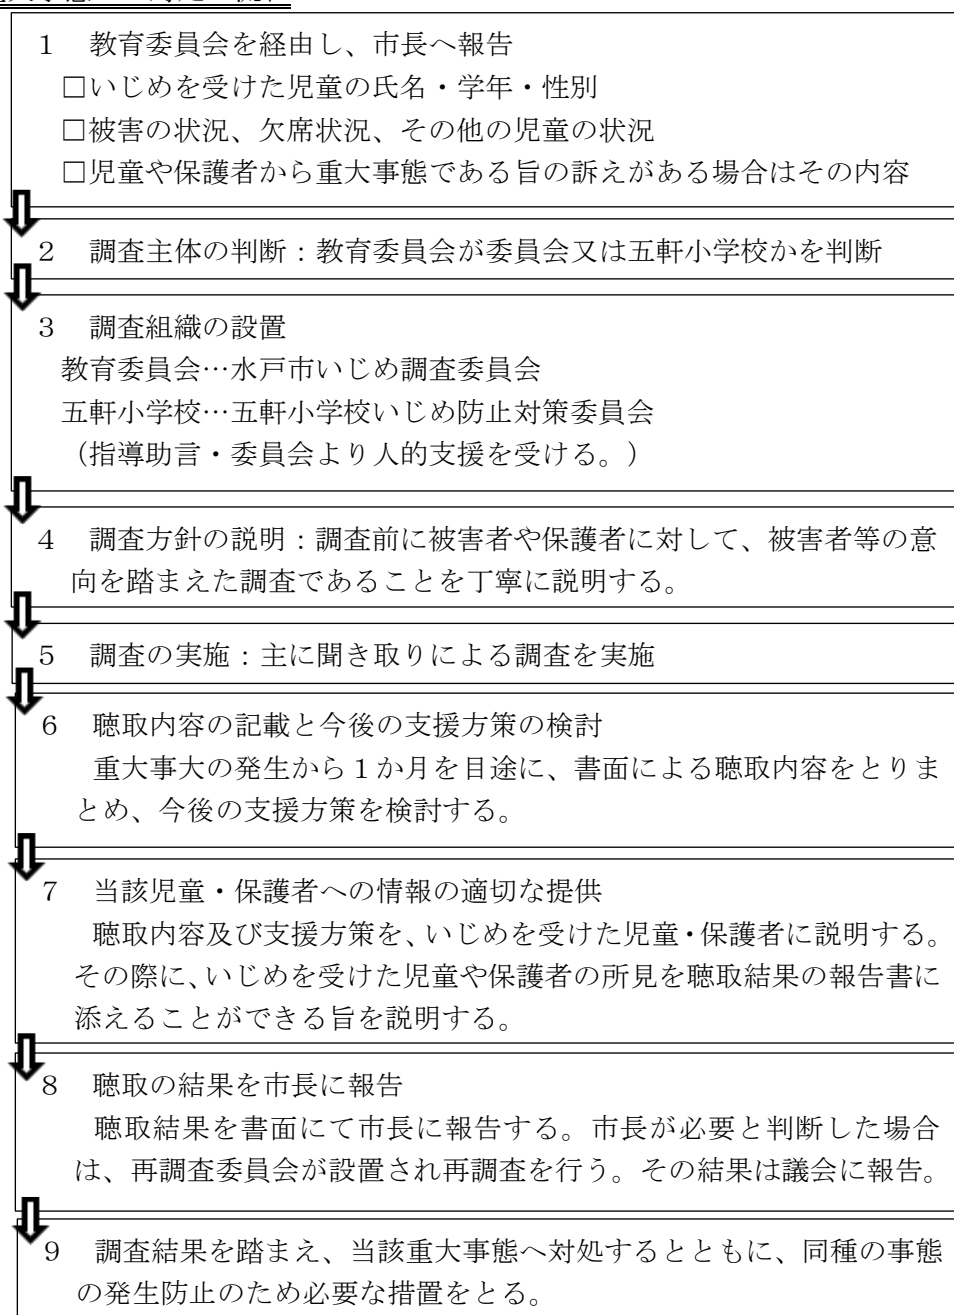 １　教育委員会を経由し、市長へ報告
□いじめを受けた児童の氏名・学年・性別
□被害の状況、欠席状況、その他の児童の状況
□児童や保護者から重大事態である旨の訴えがある場合はその内容
２　調査主体の判断：教育委員会が委員会又は五軒小学校かを判断
３　調査組織の設置
教育委員会…水戸市いじめ調査委員会
五軒小学校…五軒小学校いじめ防止対策委員会
（指導助言・委員会より人的支援を受ける。）
４　調査方針の説明：調査前に被害者や保護者に対して、被害者等の意
向を踏まえた調査であることを丁寧に説明する。
５　調査の実施：主に聞き取りによる調査を実施
６　聴取内容の記載と今後の支援方策の検討
重大事大の発生から１か月を目途に、書面による聴取内容をとりま
とめ、今後の支援方策を検討する。
７　当該児童・保護者への情報の適切な提供
聴取内容及び支援方策を、いじめを受けた児童・保護者に説明する。
その際に、いじめを受けた児童や保護者の所見を聴取結果の報告書に
添えることができる旨を説明する。
８　聴取の結果を市長に報告
聴取結果を書面にて市長に報告する。市長が必要と判断した場合
は、再調査委員会が設置され再調査を行う。その結果は議会に報告。
９　調査結果を踏まえ、当該重大事態へ対処するとともに、同種の事態
の発生防止のため必要な措置をとる。